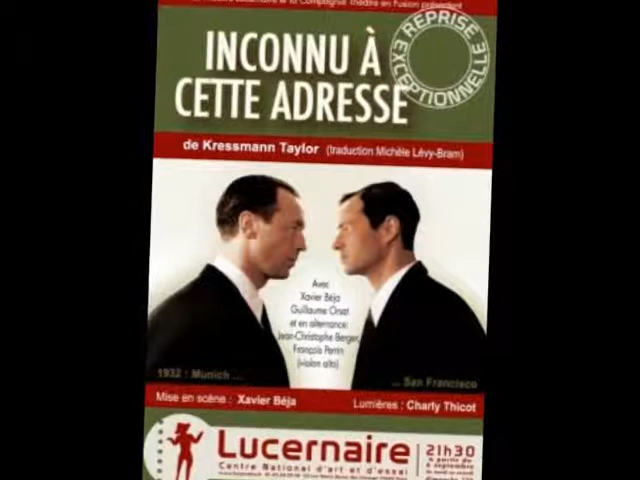 REPRISE EXCEPTIONNELLE
INCONNU À
CETTE ADRESSE
de Kressmann Taylor (traduction Michèle Lévy-Bram)
Avec
Xavier Béja
Guillaume Orsat
et en alternance:
Jean-Christophe Berger,
François Perrin
(violon alto)
1932 : Munich ...
... San Francisco
Mise en scène : Xavier Béja
Lumières : Charly Thicot
Lucernaire
Centre National d'art et d'essai
21h30
à partir du
6 septembre